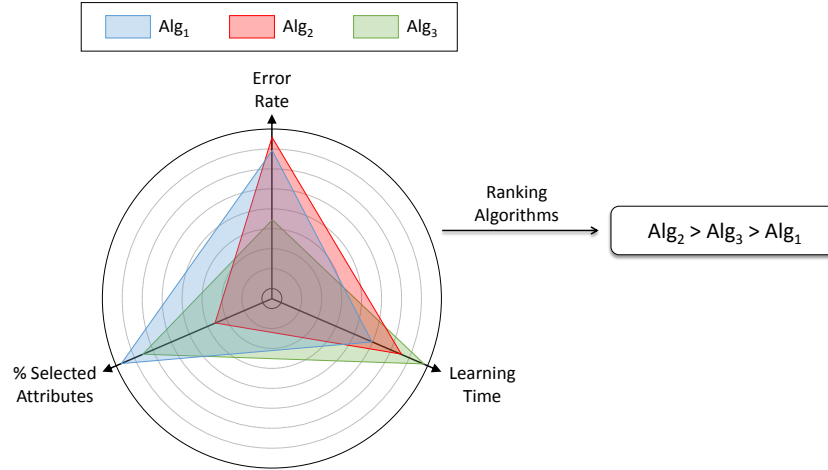 Alg₁ Alg₂ Alg₃
Error
Rate
Ranking
Algorithms
Alg₂ > Alg₃ > Alg₁
% Selected
Attributes
Learning
Time